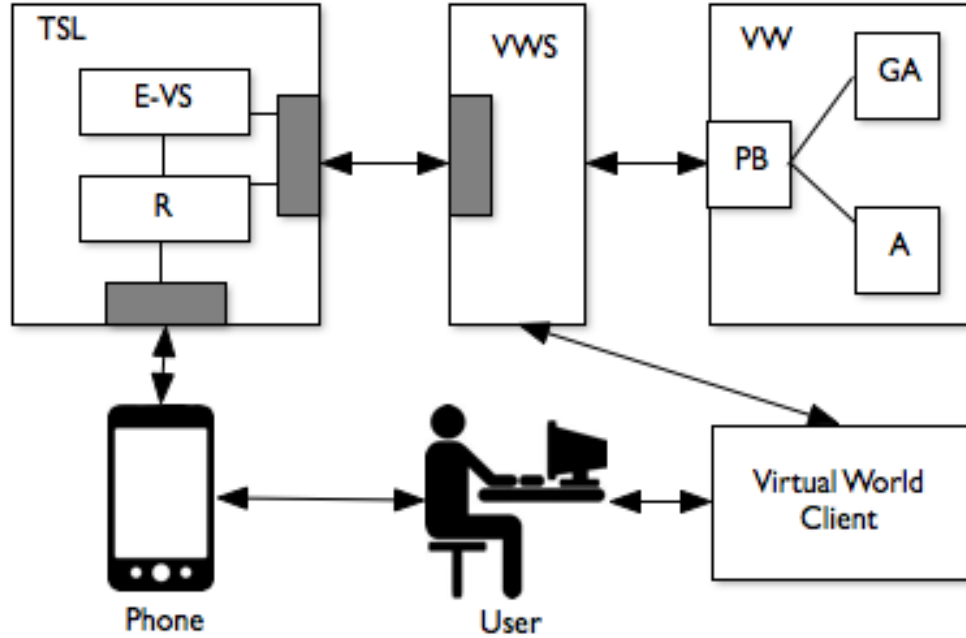 TSL
VWS
VW
E-VS
GA
R
PB
A
Virtual World
Client
Phone
User